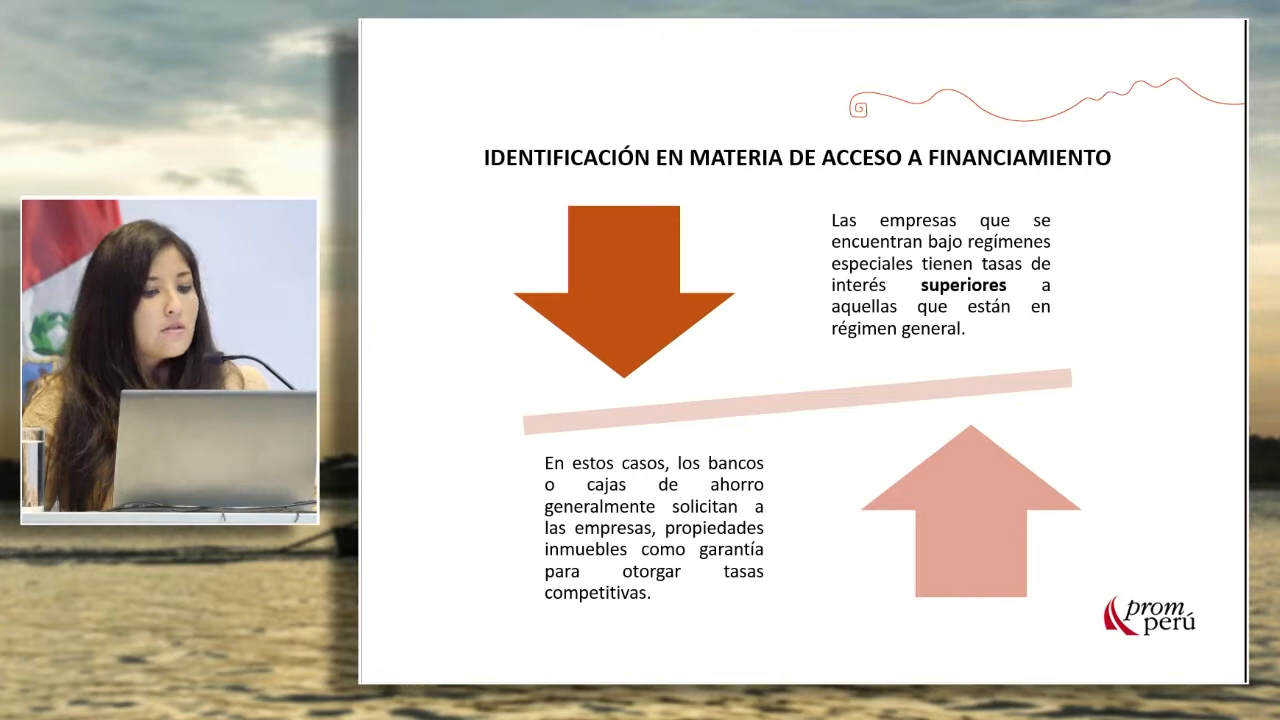 IDENTIFICACIÓN EN MATERIA DE ACCESO A FINANCIAMIENTO
Las empresas que se
encuentran bajo regímenes
especiales tienen tasas de
interés superiores a
aquellas que están en
régimen general.
En estos casos, los bancos
o cajas de ahorro
generalmente solicitan a
las empresas, propiedades
inmuebles como garantía
para otorgar tasas
competitivas.
prom
perú